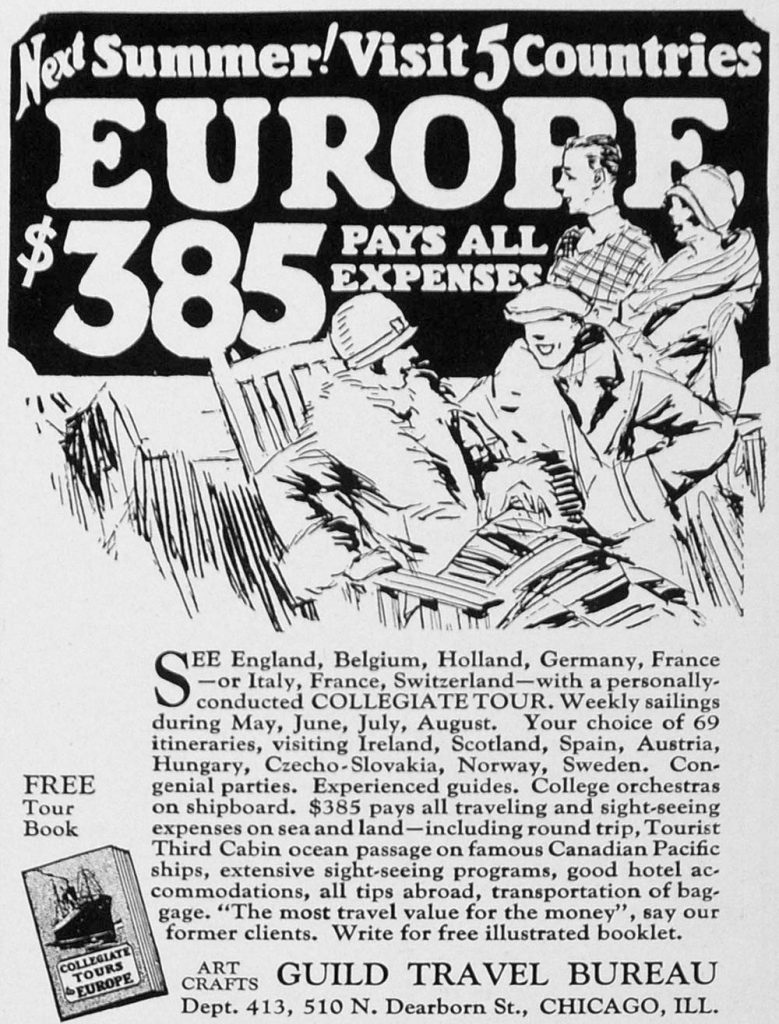 Next Summer! Visit 5 Countries
EUROPE
$385 PAYS ALL
EXPENSES
SEE England, Belgium, Holland, Germany, France
—or Italy, France, Switzerland—with a personally-
conducted COLLEGIATE TOUR. Weekly sailings
during May, June, July, August. Your choice of 69
itineraries, visiting Ireland, Scotland, Spain, Austria,
Hungary, Czecho-Slovakia, Norway, Sweden. Con-
genial parties. Experienced guides. College orchestras
on shipboard. $385 pays all traveling and sight-seeing
expenses on sea and land—including round trip, Tourist
Third Cabin ocean passage on famous Canadian Pacific
ships, extensive sight-seeing programs, good hotel ac-
commodations, all tips abroad, transportation of bag-
gage. "The most travel value for the money", say our
former clients. Write for free illustrated booklet.
FREE
Tour
Book
COLLEGIATE
TOURS
to EUROPE
ART
CRAFTS GUILD TRAVEL BUREAU
Dept. 413, 510 N. Dearborn St., CHICAGO, ILL.